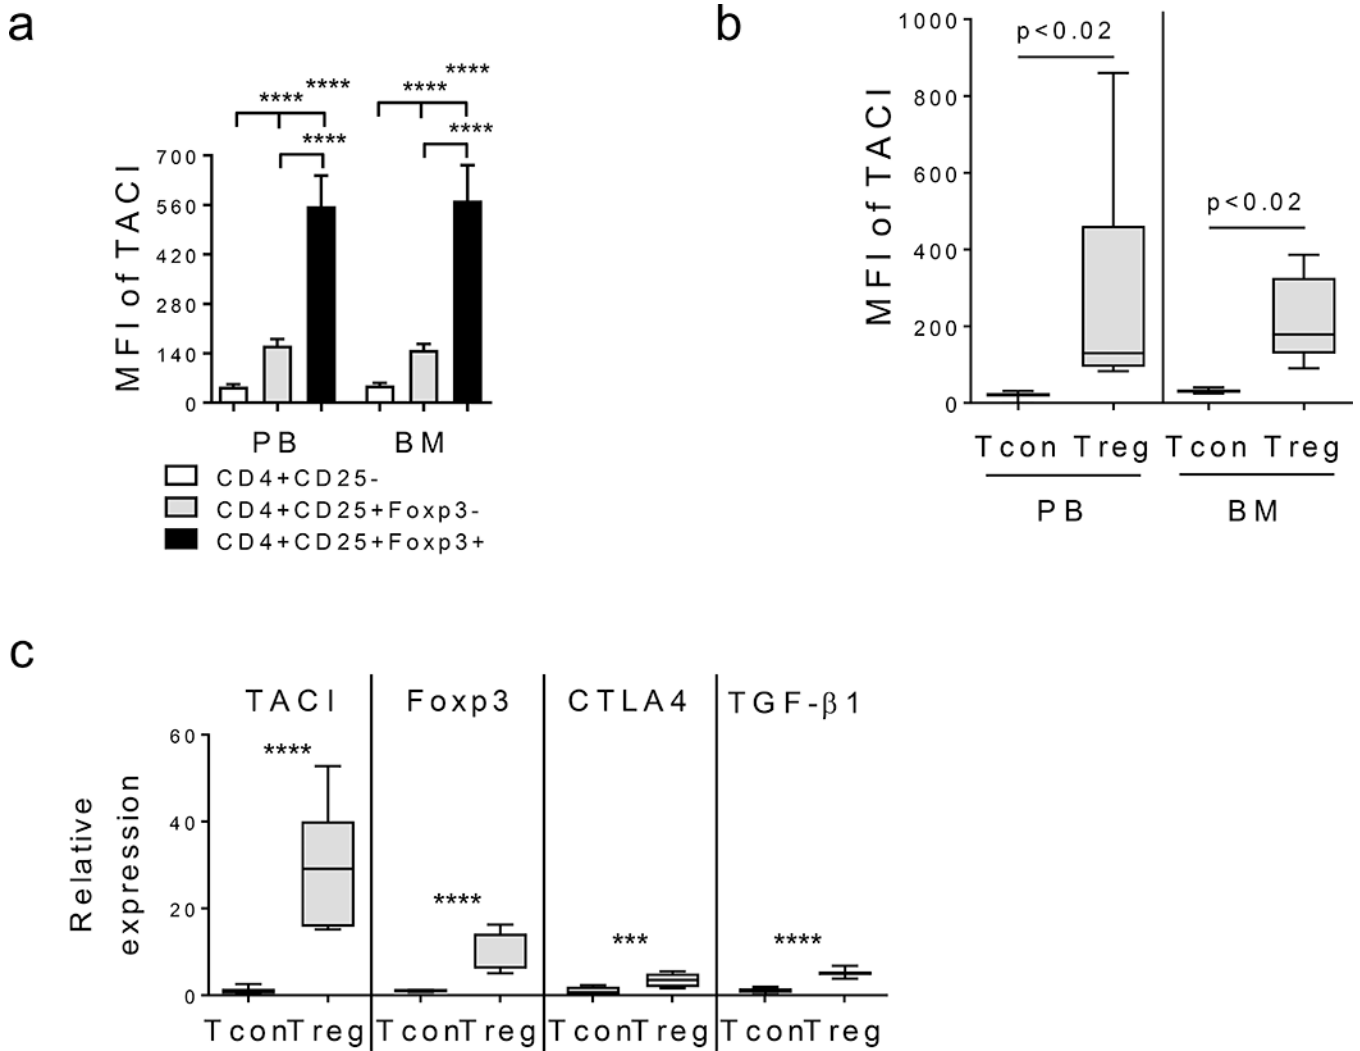 a
**** ****
****
**** ****
****
MFI of TACI
700
560
420
280
140
0
PB BM
CD4+CD25-
CD4+CD25+Foxp3-
CD4+CD25+Foxp3+
b
MFI of TACI
1000
800
600
400
200
0
p<0.02
p<0.02
Tcon Treg Tcon Treg
PB BM
c
Relative
expression
60
40
20
0
TACI Foxp3 CTLA4 TGF-β1
****
****
***
****
Tcon Treg Tcon Treg Tcon Treg Tcon Treg